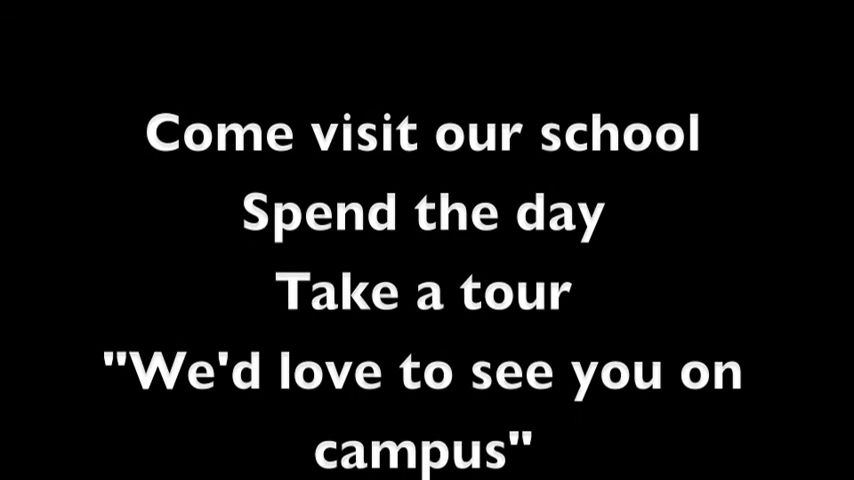 Come visit our school
Spend the day
Take a tour
"We'd love to see you on
campus"